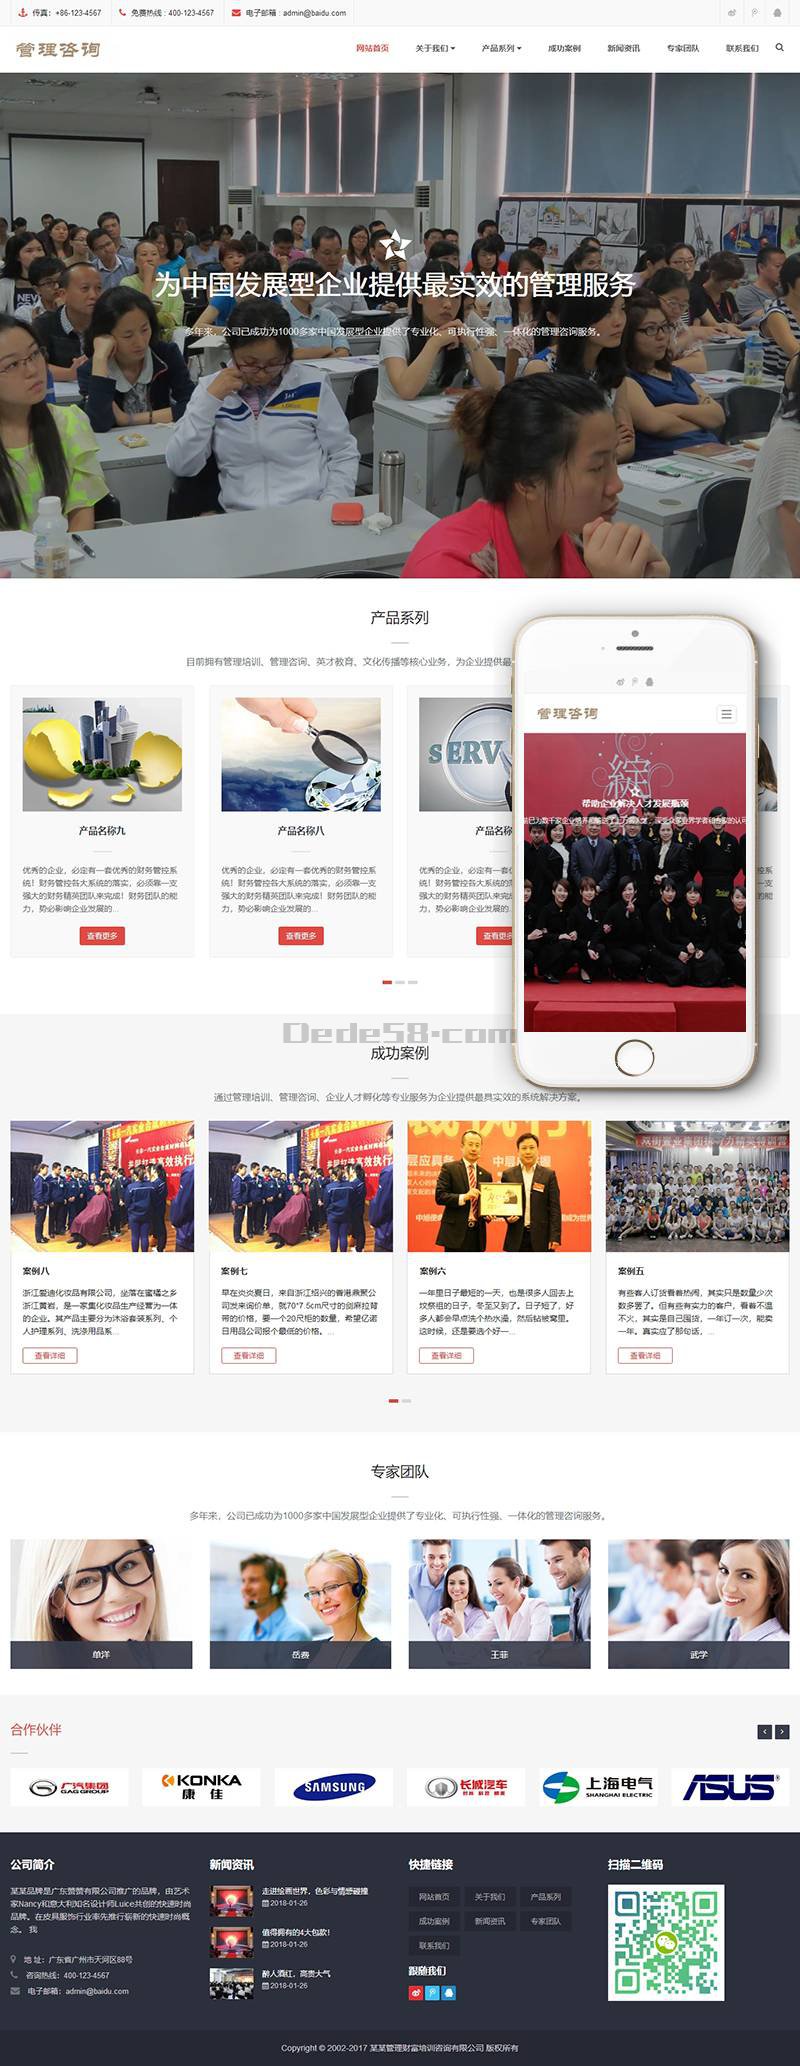 传真：+86-123-4567
免费热线 : 400-123-4567
电子邮箱 : admin@baidu.com
管理咨询
网站首页
关于我们
产品系列
成功案例
新闻资讯
专家团队
联系我们
为中国发展型企业提供最实效的管理服务
多年来，公司已成功为1000多家中国发展型企业提供了专业化、可执行性强、一体化的管理咨询服务。
产品系列
目前拥有管理培训、管理咨询、英才教育、文化传播等核心业务，为企业提供最
管理咨询
帮助企业解决人才发展瓶颈
SERV
产品名称九
优秀的企业，必定有一套优秀的财务管控系
统！财务管控各大系统的落实，必须靠一支
强大的财务精英团队来完成！财务团队的能
力，势必影响企业发展的...
查看更多
产品名称八
优秀的企业，必定有一套优秀的财务管控系
统！财务管控各大系统的落实，必须靠一支
强大的财务精英团队来完成！财务团队的能
力，势必影响企业发展的...
查看更多
产品名称
优秀的企业，必定有一套
统！财务管控各大系统的
强大的财务精英团队来完
力，势必影响企业发展的
查看更
Dede58.com
成功案例
通过管理培训、管理咨询、企业人才孵化等专业服务为企业提供最具实效的系统解决方案。
案例八
浙江爱迪化妆品有限公司，坐落在蜜橘之乡
浙江黄岩，是一家集化妆品生产经营为一体
的企业。其产品主要分为沐浴套装系列、个
人护理系列、洗涤用品系...
查看详细
案例七
早在炎炎夏日，来自浙江绍兴的香港鼎聚公
司发来询价单，就70*7.5cm尺寸的剑麻拉背
带的价格，要一个20尺柜的数量，希望亿诺
日用品公司报个最低的价格。...
查看详细
案例六
一年里日子最短的一天，也是很多人回去上
坟祭祖的日子，冬至又到了。日子短了，好
多人都会早点洗个热水澡，然后钻被窝里。
这时候，还是要选个好一...
查看详细
案例五
有些客人订货看着热闹，其实只是数量少次
数多罢了。但有些有实力的客户，看着不温
不火，其实是自己囤货，一年订一次，能卖
一年。真实应了那句话，...
查看详细
专家团队
多年来，公司已成功为1000多家中国发展型企业提供了专业化、可执行性强、一体化的管理咨询服务。
单洋
岳费
王菲
武学
合作伙伴
广汽集团
GAG GROUP
KONKA
康佳
SAMSUNG
长城汽车
上海电气
SHANGHAI ELECTRIC
ASUS
公司简介
某某品牌是广东赞赞有限公司推广的品牌，由艺术
家Nancy和意大利知名设计师Luice共创的快速时尚
品牌。在皮具服饰行业率先推行崭新的快速时尚概
念。 我
地 址：广东省广州市天河区88号
咨询热线：400-123-4567
电子邮箱：admin@baidu.com
新闻资讯
走进绘画世界，色彩与情感碰撞
2018-01-26
值得拥有的4大包款！
2018-01-26
醉人酒红，高贵大气
2018-01-26
快捷链接
网站首页
关于我们
产品系列
成功案例
新闻资讯
专家团队
联系我们
跟随我们
扫描二维码
Copyright © 2002-2017 某某管理财富培训咨询有限公司 版权所有